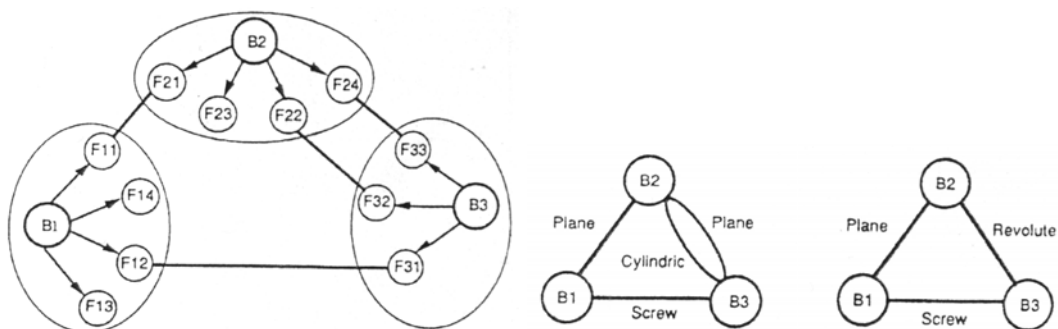 B2
F21
F24
F23
F22
F11
F33
F14
F32
B1
B3
F12
F31
F13
B2
Plane
Plane
Cylindric
B1
B3
Screw
B2
Plane
Revolute
B1
B3
Screw